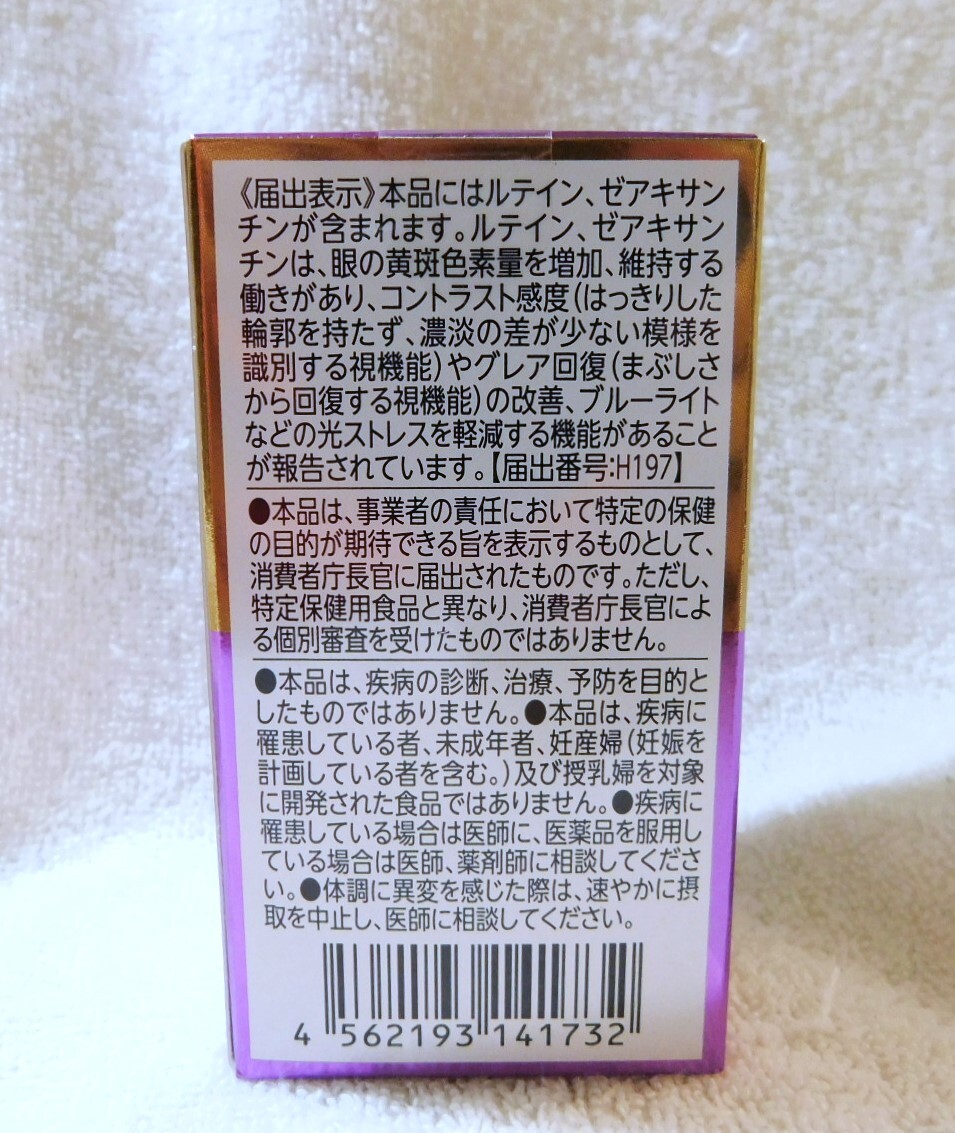 《届出表示》本品にはルテイン、ゼアキサン
チンが含まれます。ルテイン、ゼアキサン
チンは、眼の黄斑色素量を増加、維持する
働きがあり、コントラスト感度(はっきりした
輪郭を持たず、濃淡の差が少ない模様を
識別する視機能)やグレア回復(まぶしさ
から回復する視機能)の改善、ブルーライト
などの光ストレスを軽減する機能があること
が報告されています。【届出番号:H197】
●本品は、事業者の責任において特定の保健
の目的が期待できる旨を表示するものとして、
消費者庁長官に届出されたものです。ただし、
特定保健用食品と異なり、消費者庁長官によ
る個別審査を受けたものではありません。
●本品は、疾病の診断、治療、予防を目的と
したものではありません。●本品は、疾病に
罹患している者、未成年者、妊産婦(妊娠を
計画している者を含む。)及び授乳婦を対象
に開発された食品ではありません。●疾病に
罹患している場合は医師に、医薬品を服用し
ている場合は医師、薬剤師に相談してくださ
い。●体調に異変を感じた際は、速やかに摂
取を中止し、医師に相談してください。
4 562193 141732